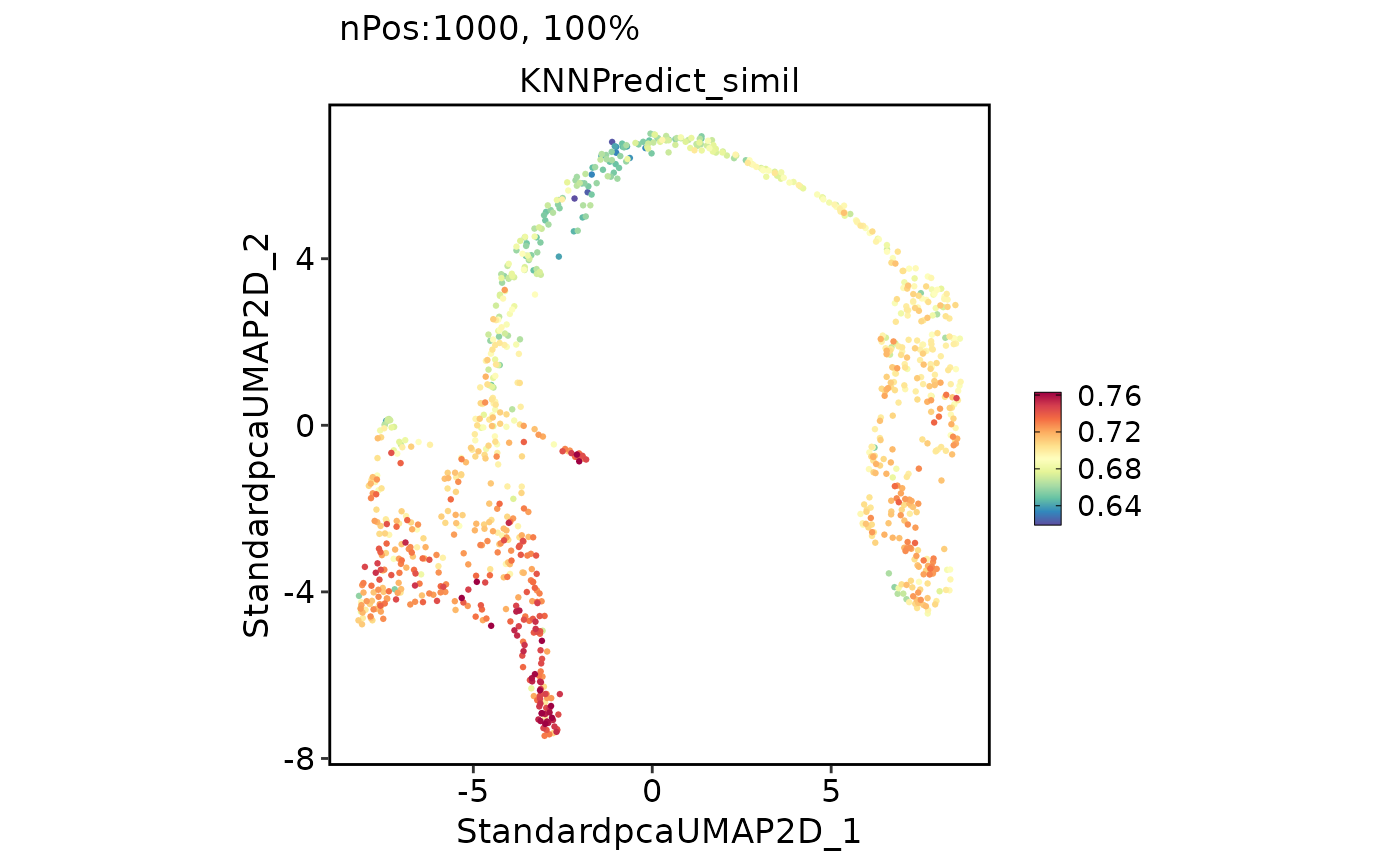 nPos:1000, 100%
KNNPredict_simil
StandardpcaUMAP2D_2
4
0
-4
-8
-5 0 5
StandardpcaUMAP2D_1
0.76
0.72
0.68
0.64